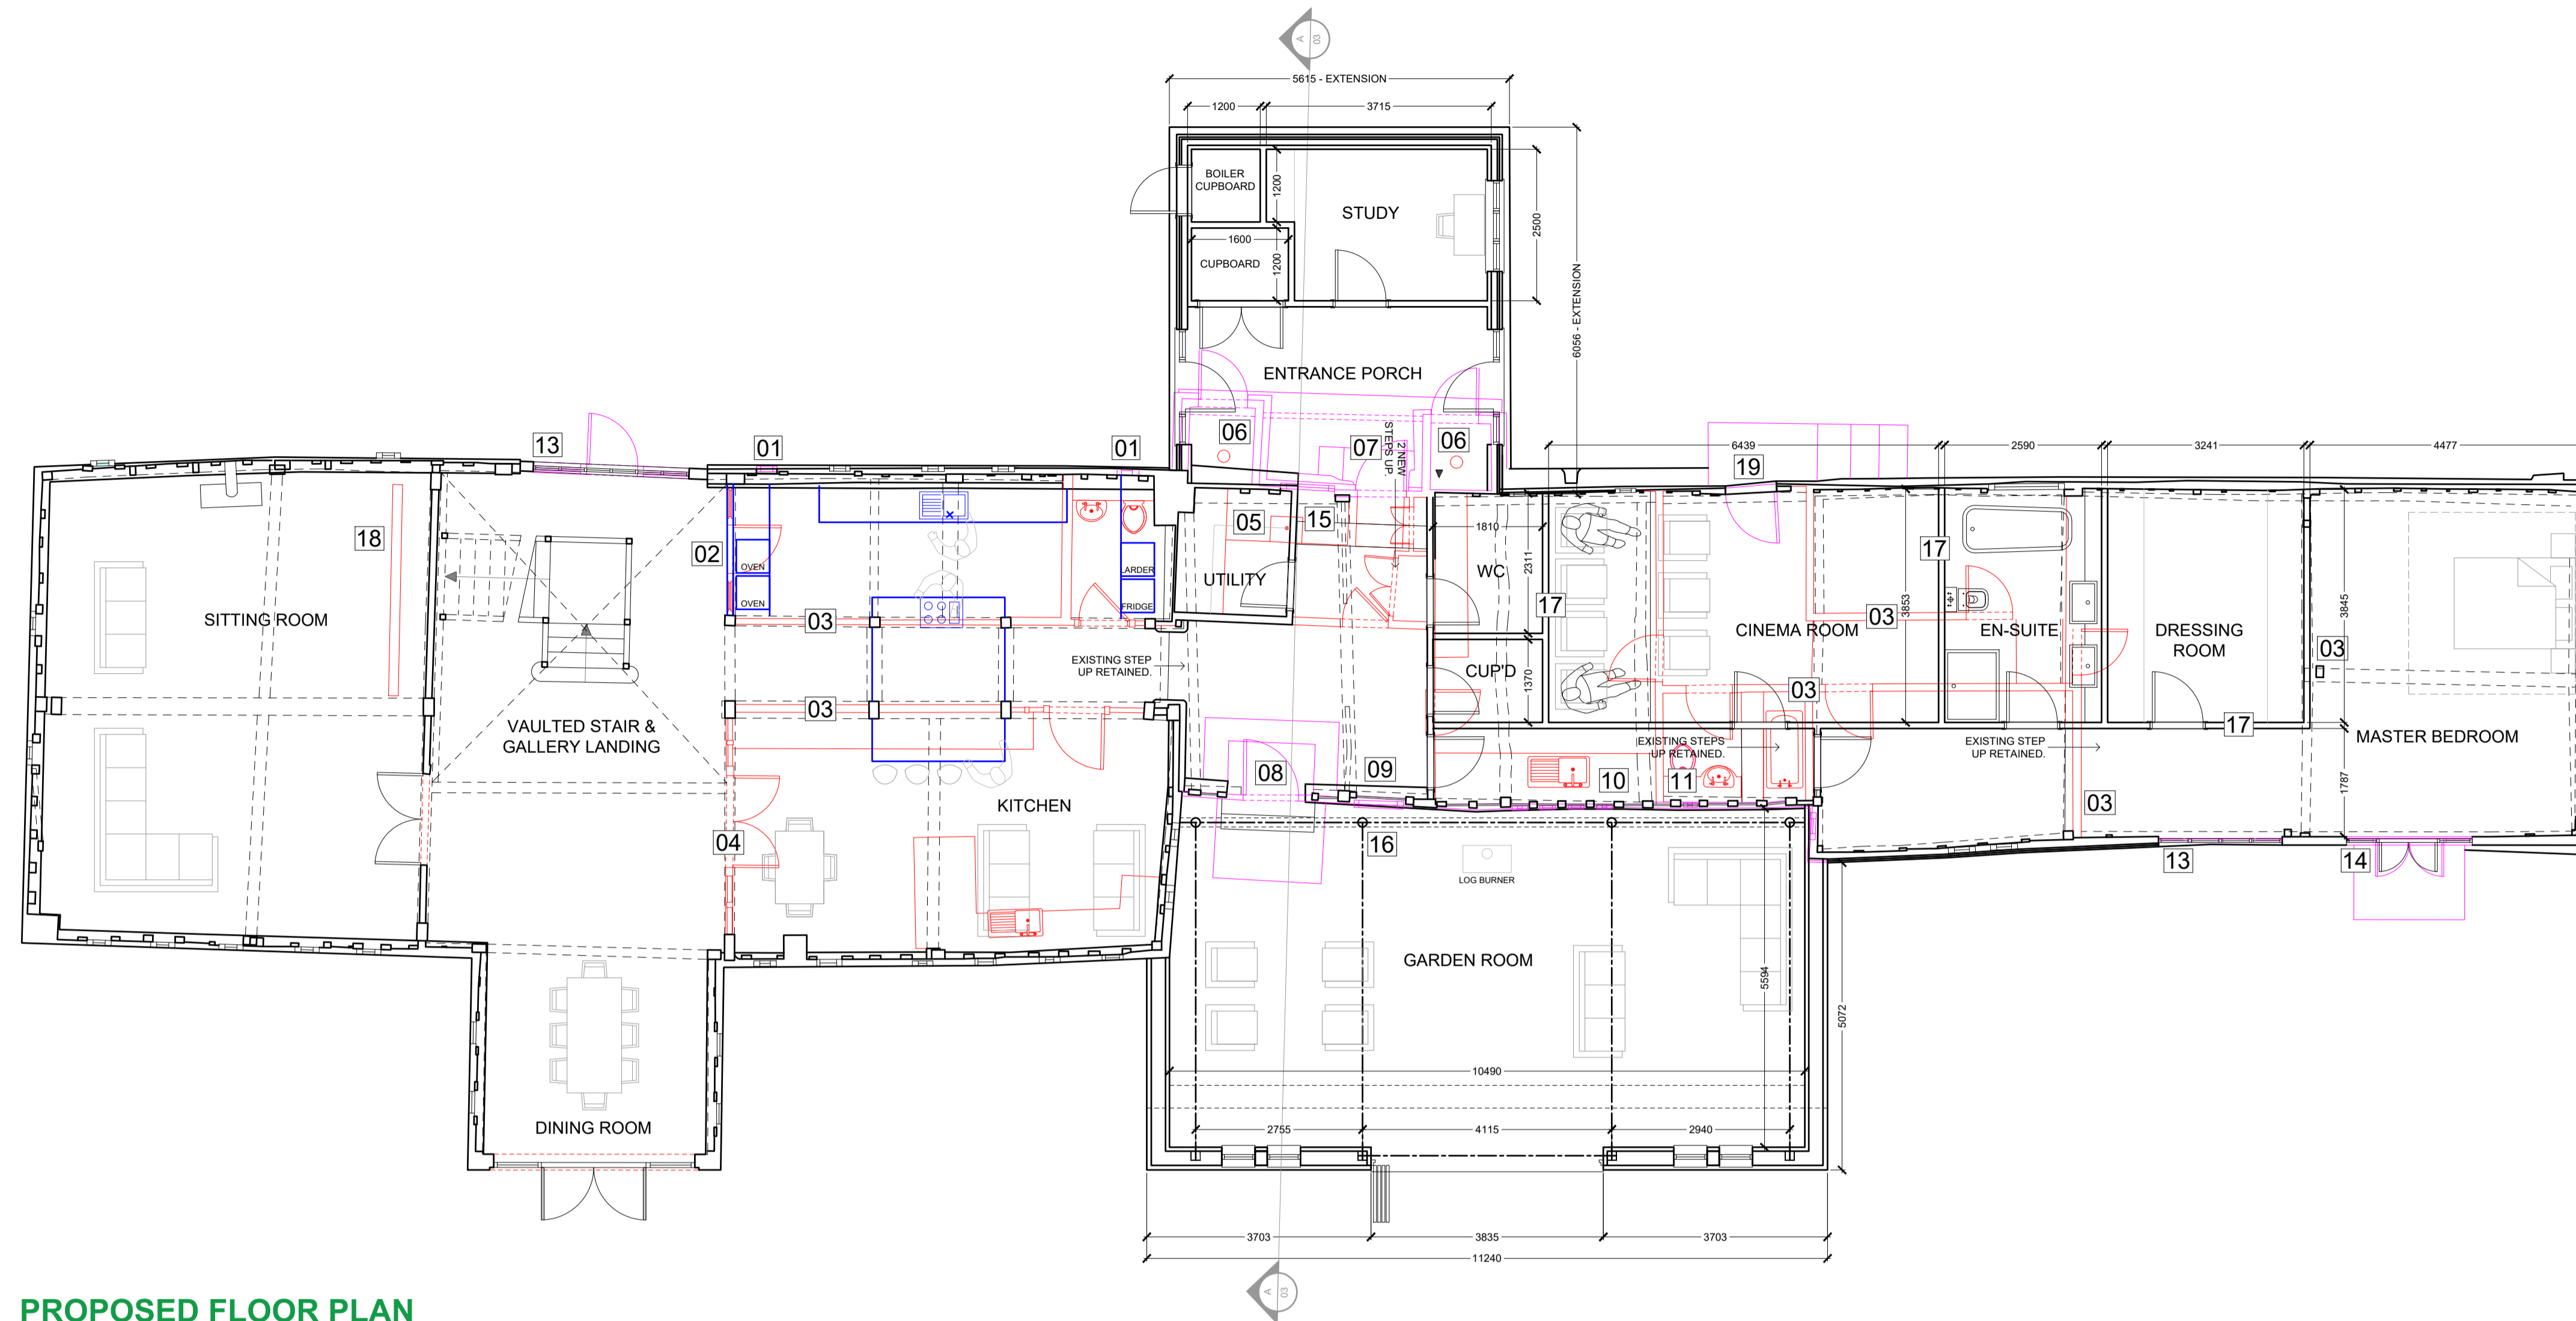 A
03
5615 - EXTENSION
1200
3715
BOILER
CUPBOARD
1200
STUDY
2500
1600
CUPBOARD
1200
6056 - EXTENSION
ENTRANCE PORCH
06
07
2 NEW
STEPS UP.
06
13
01
01
6439
2590
3241
4477
19
18
02
OVEN
OVEN
LARDER
FRIDGE
05
UTILITY
15
1810
2311
WC
17
17
SITTING ROOM
03
CINEMA ROOM
03
3853
EN-SUITE
DRESSING
ROOM
3845
03
EXISTING STEP
UP RETAINED.
CUP'D
1370
03
03
17
VAULTED STAIR &
GALLERY LANDING
EXISTING STEPS
UP RETAINED.
EXISTING STEP
UP RETAINED.
MASTER BEDROOM
08
09
10
11
1787
KITCHEN
03
04
16
13
14
LOG BURNER
GARDEN ROOM
5594
5072
10490
DINING ROOM
2755
4115
2940
3703
3835
3703
11240
A
03
PROPOSED FLOOR PLAN